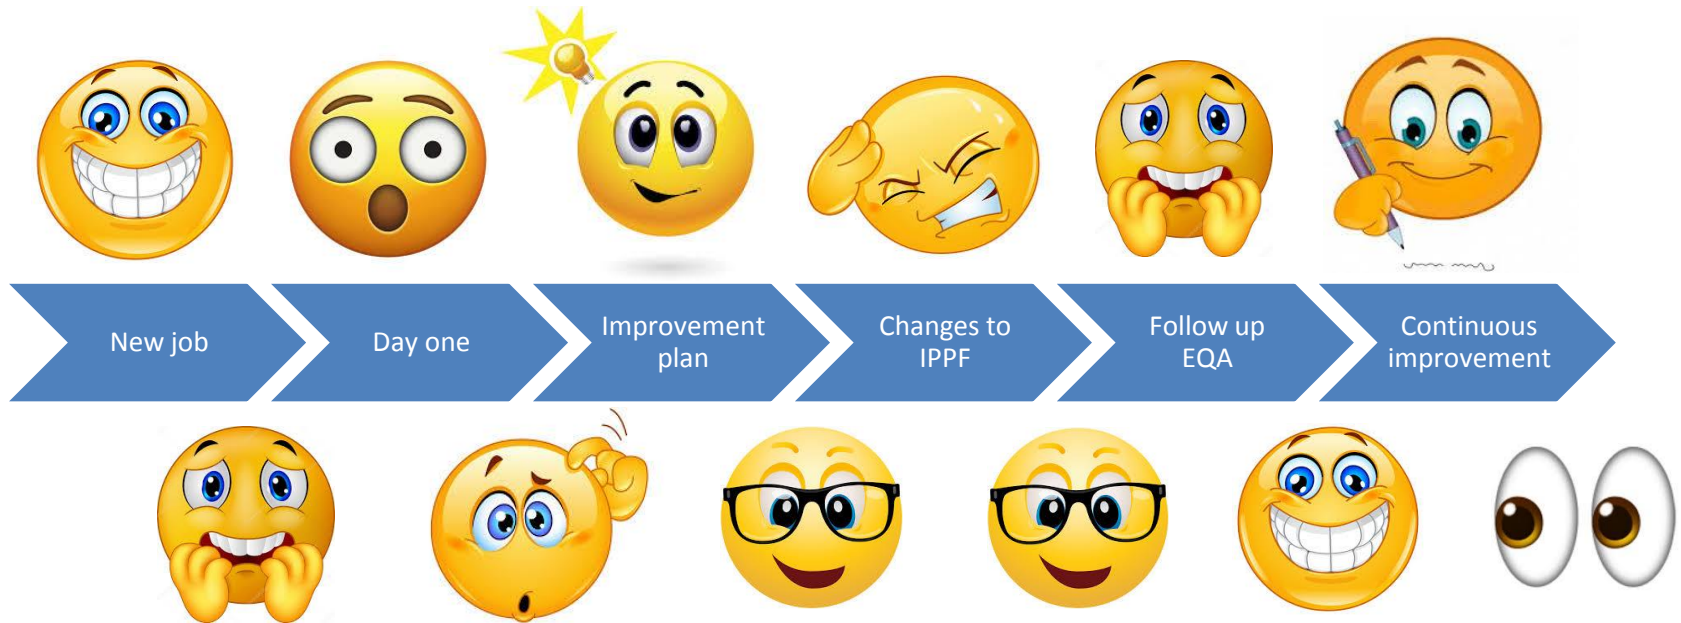 New job
Day one
Improvement
plan
Changes to
IPPF
Follow up
EQA
Continuous
improvement